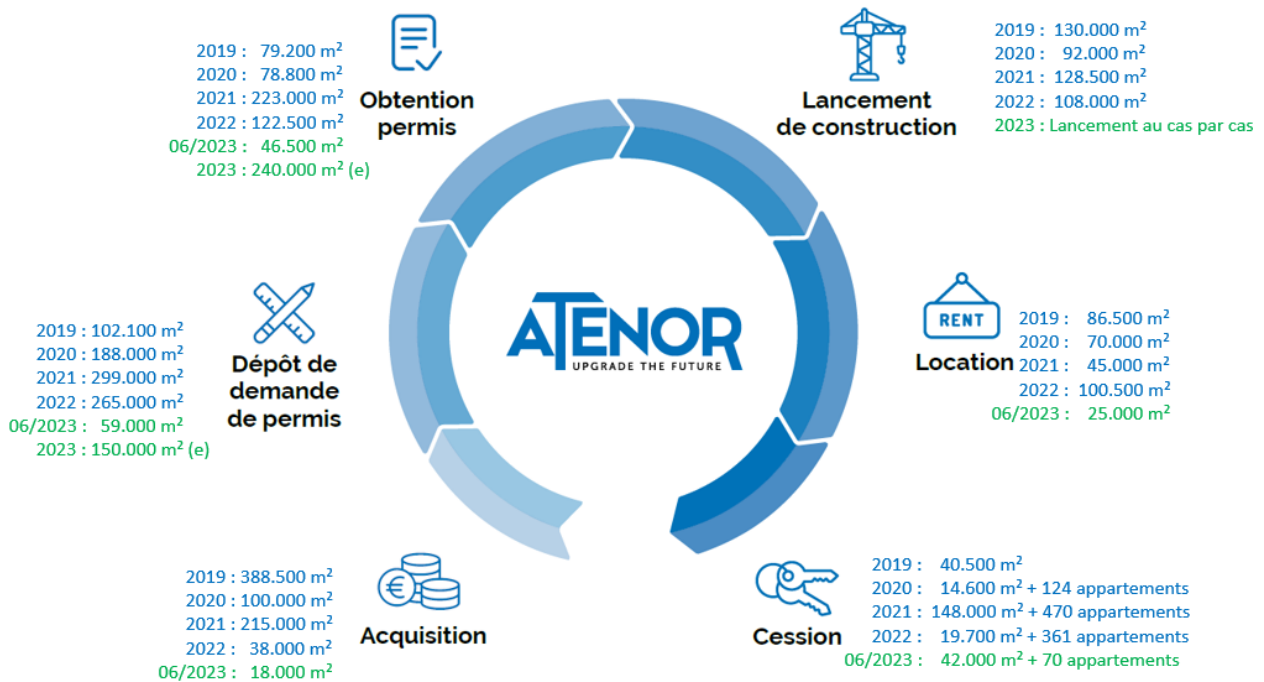 2019 : 79.200 m²
2020 : 78.800 m²
2021 : 223.000 m²
2022 : 122.500 m²
06/2023 : 46.500 m²
2023 : 240.000 m² (e)
Obtention
permis
Lancement
de construction
2019 : 130.000 m²
2020 : 92.000 m²
2021 : 128.500 m²
2022 : 108.000 m²
2023 : Lancement au cas par cas
2019 : 102.100 m²
2020 : 188.000 m²
2021 : 299.000 m²
2022 : 265.000 m²
06/2023 : 59.000 m²
2023 : 150.000 m² (e)
Dépôt de
demande
de permis
ATENOR
UPGRADE THE FUTURE
RENT
Location
2019 : 86.500 m²
2020 : 70.000 m²
2021 : 45.000 m²
2022 : 100.500 m²
06/2023 : 25.000 m²
2019 : 388.500 m²
2020 : 100.000 m²
2021 : 215.000 m²
2022 : 38.000 m²
06/2023 : 18.000 m²
€
Acquisition
Cession
2019 : 40.500 m²
2020 : 14.600 m² + 124 appartements
2021 : 148.000 m² + 470 appartements
2022 : 19.700 m² + 361 appartements
06/2023 : 42.000 m² + 70 appartements